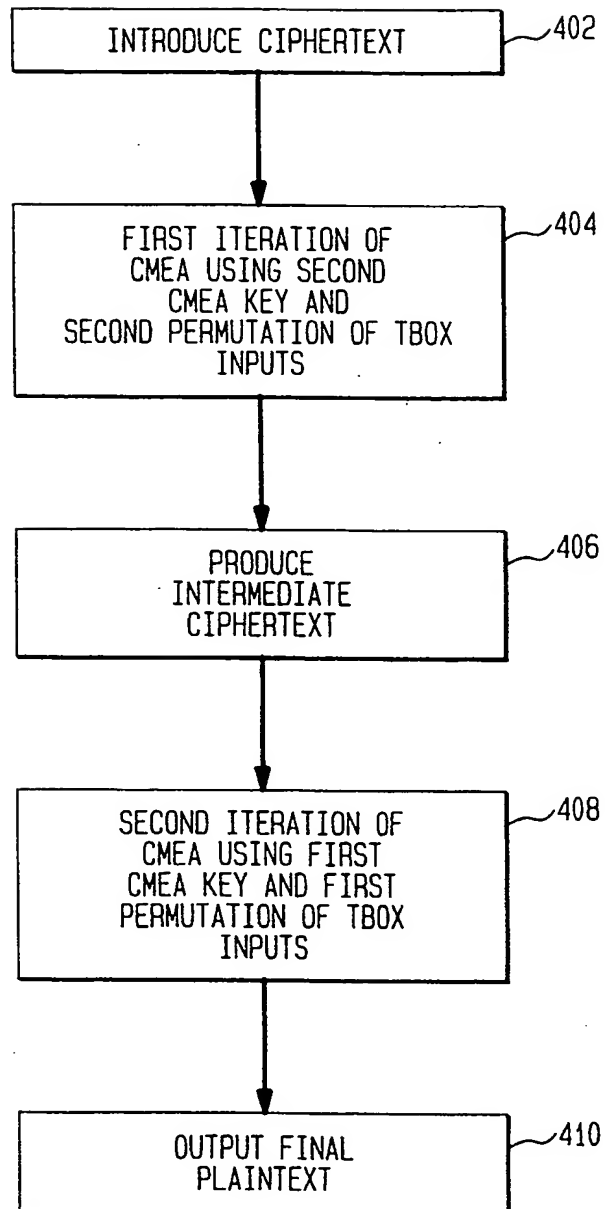 INTRODUCE CIPHERTEXT
402
FIRST ITERATION OF
CMEA USING SECOND
CMEA KEY AND
SECOND PERMUTATION OF TBOX
INPUTS
404
PRODUCE
INTERMEDIATE
CIPHERTEXT
406
SECOND ITERATION OF
CMEA USING FIRST
CMEA KEY AND FIRST
PERMUTATION OF TBOX
INPUTS
408
OUTPUT FINAL
PLAINTEXT
410